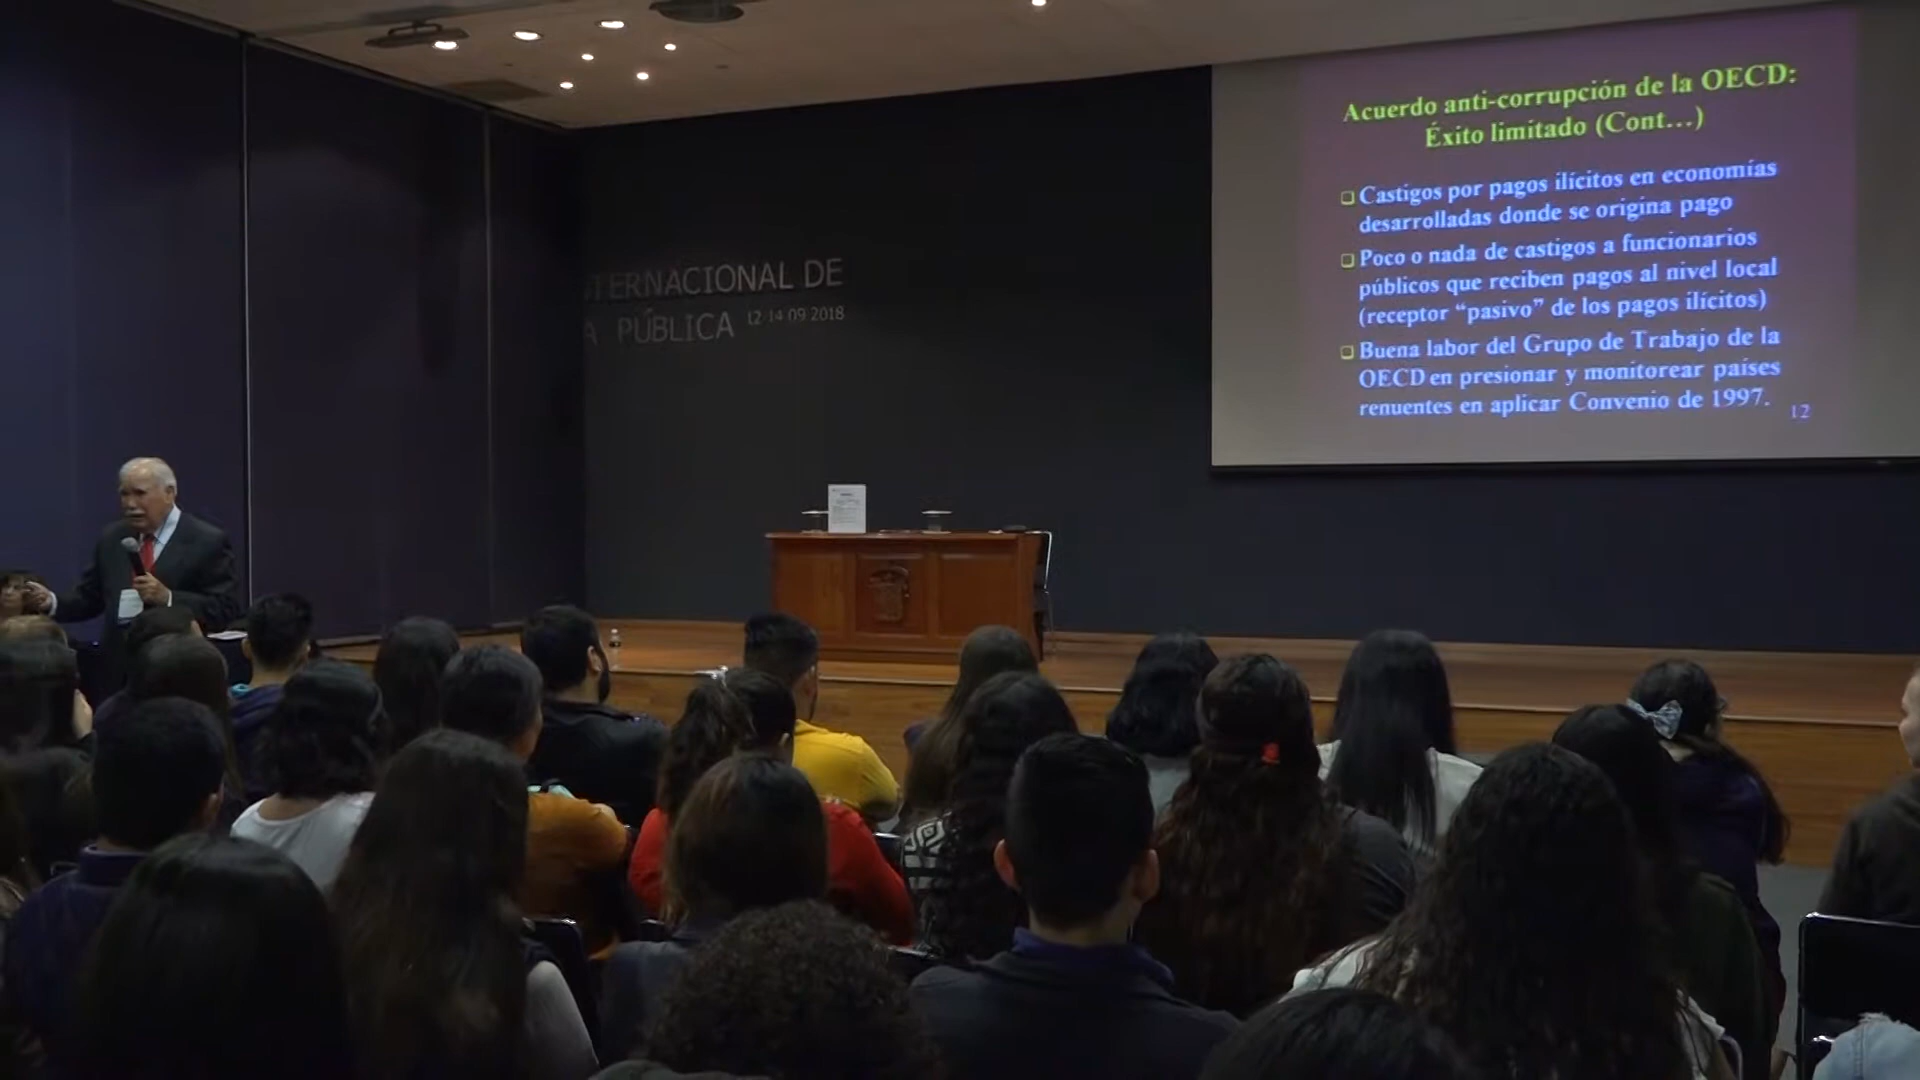 INTERNACIONAL DE
A PÚBLICA 12-14 09 2018
Acuerdo anti-corrupción de la OECD:
Éxito limitado (Cont...)
Castigos por pagos ilícitos en economías
desarrolladas donde se origina pago
Poco o nada de castigos a funcionarios
públicos que reciben pagos al nivel local
(receptor “pasivo” de los pagos ilícitos)
Buena labor del Grupo de Trabajo de la
OECD en presionar y monitorear países
renuentes en aplicar Convenio de 1997.
12